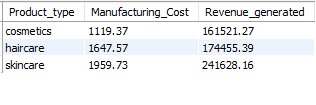 Product_type Manufacturing_Cost Revenue_generated
cosmetics 1119.37 161521.27
haircare 1647.57 174455.39
skincare 1959.73 241628.16